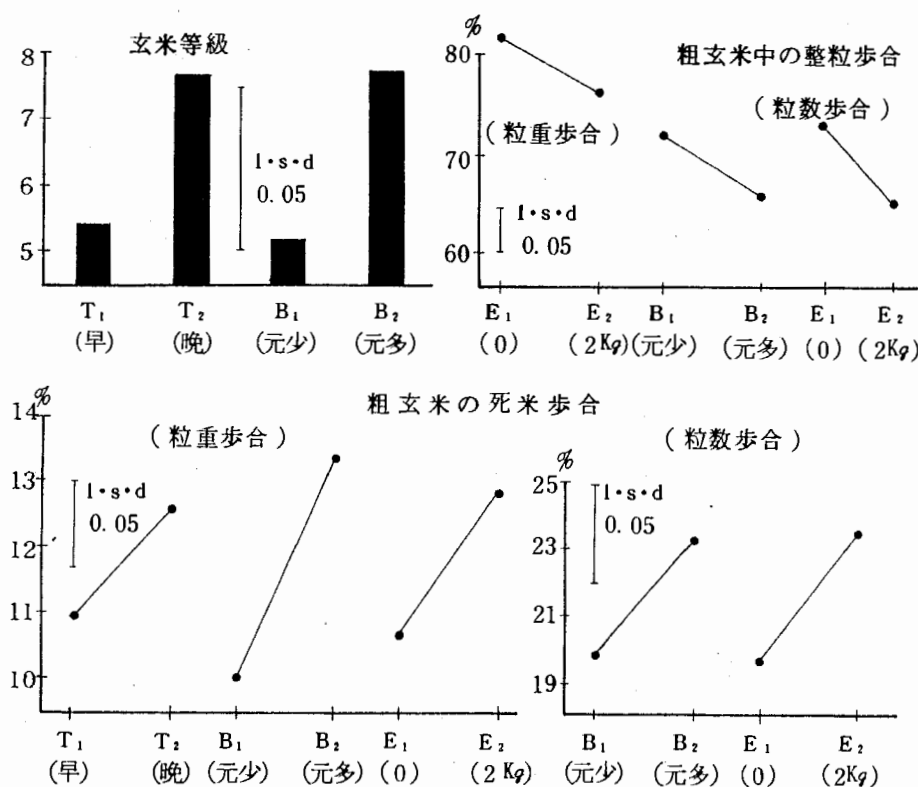 玄米等級
8
7
6
5
l・s・d
0.05
T₁ T₂ B₁ B₂
(早) (晩) (元少) (元多)
%
80
70
60
粗玄米中の整粒歩合
(粒重歩合)
(粒数歩合)
l・s・d
0.05
E₁ E₂ B₁ B₂ E₁ E₂
(0) (2Kg) (元少) (元多) (0) (2Kg)
粗玄米の死米歩合
%
14
13
12
11
10
(粒重歩合)
l・s・d
0.05
T₁ T₂ B₁ B₂ E₁ E₂
(早) (晩) (元少) (元多) (0) (2Kg)
(粒数歩合)
%
25
23
21
19
l・s・d
0.05
B₁ B₂ E₁ E₂
(元少) (元多) (0) (2Kg)